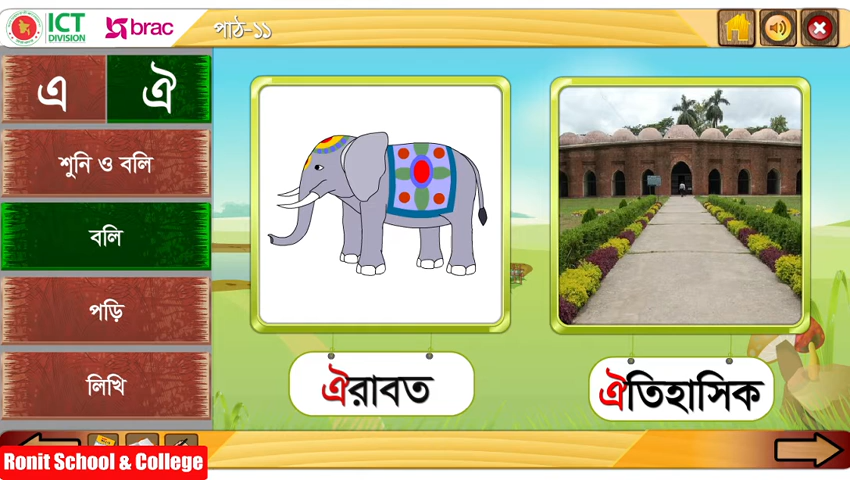 ICT
DIVISION
brac
পাঠ-১১
এ
ঐ
শুনি ও বলি
বলি
পড়ি
লিখি
ঐরাবত
ঐতিহাসিক
Ronit School & College